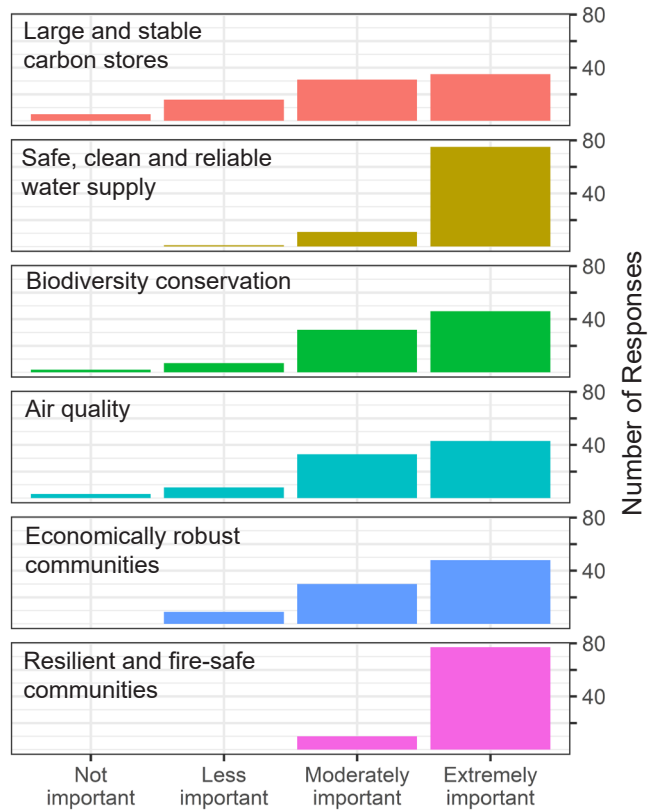 Large and stable
carbon stores
80
40
Safe, clean and reliable
water supply
80
40
Biodiversity conservation
80
40
Air quality
80
40
Economically robust
communities
80
40
Resilient and fire-safe
communities
80
40
Number of Responses
Not
important
Less
important
Moderately
important
Extremely
important